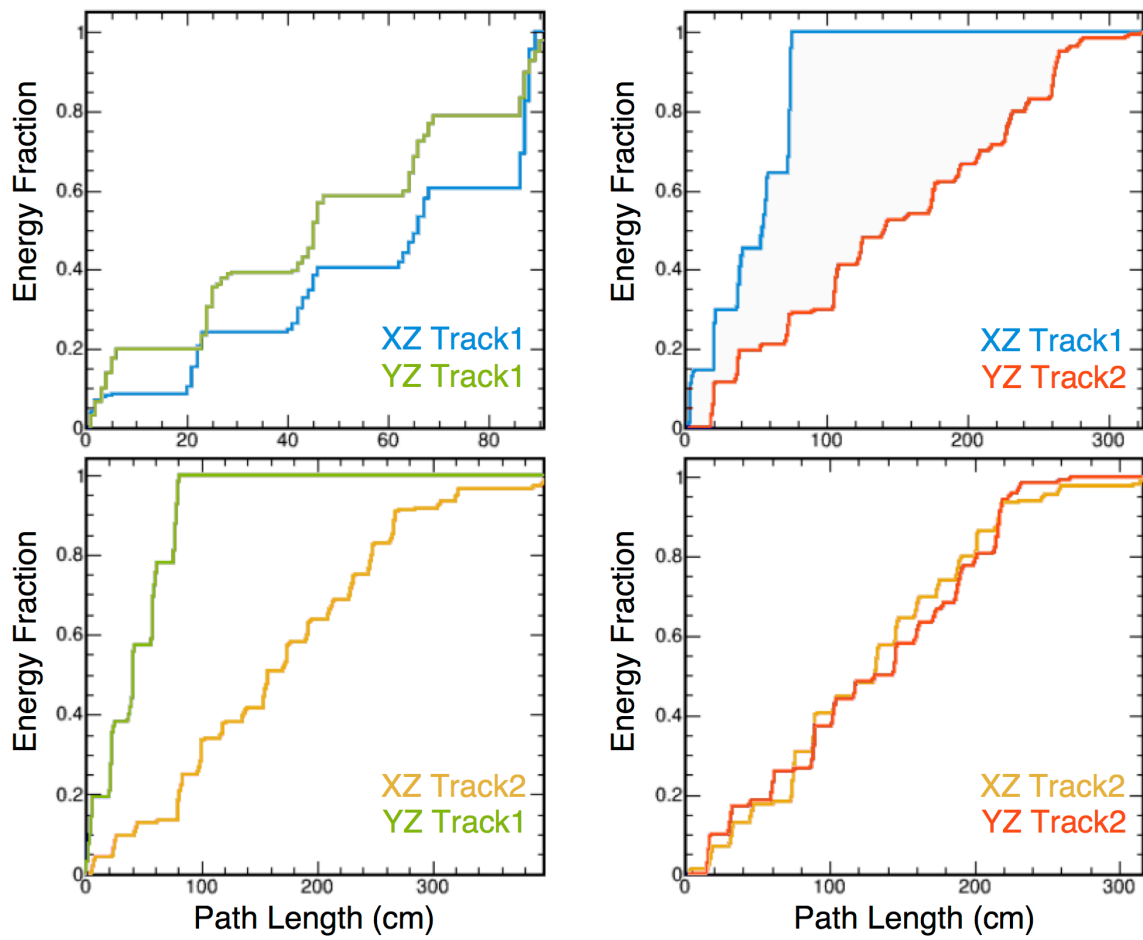 Energy Fraction
1
0.8
0.6
0.4
0.2
0
0 20 40 60 80
XZ Track1
YZ Track1
Energy Fraction
1
0.8
0.6
0.4
0.2
0
0 100 200 300
XZ Track1
YZ Track2
Energy Fraction
1
0.8
0.6
0.4
0.2
0
0 100 200 300
XZ Track2
YZ Track1
Path Length (cm)
Energy Fraction
1
0.8
0.6
0.4
0.2
0
0 100 200 300
XZ Track2
YZ Track2
Path Length (cm)